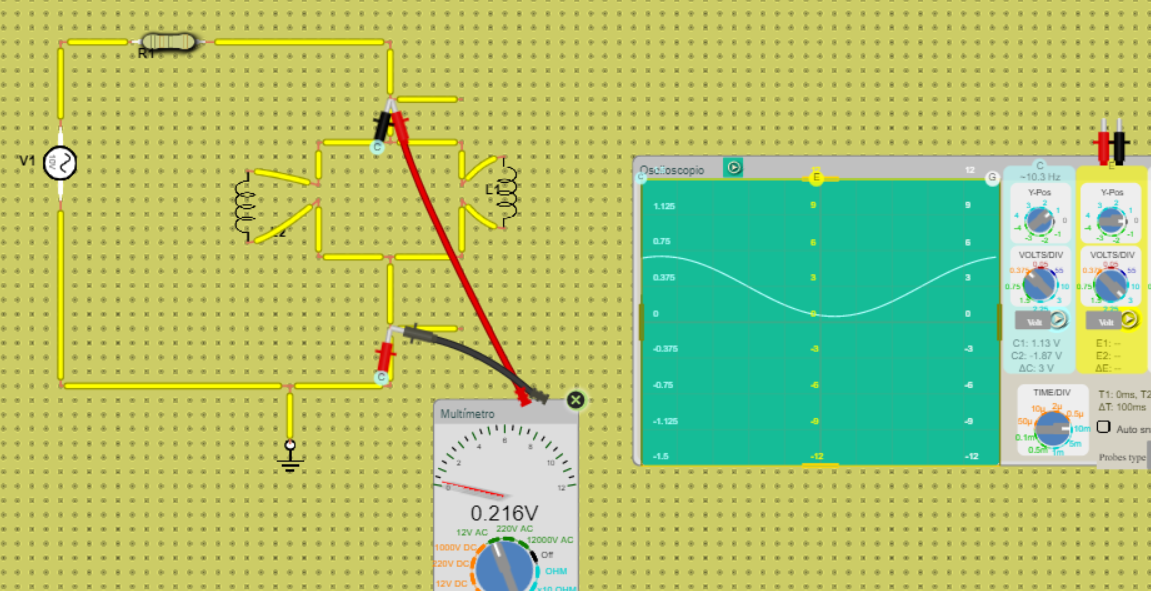 R1
V1
10V
E1
C
C
Multímetro
0
2
4
6
8
10
12
0.216V
12V AC
220V AC
12000V AC
1000V DC
220V DC
12V DC
Off
OHM
x10 OHM
Osciloscopio
C
E
G
1.125
0.75
0.375
0
-0.375
-0.75
-1.125
-1.5
9
6
3
0
-3
-6
-9
-12
12
9
6
3
0
-3
-6
-9
-12
C
~10.3 Hz
Y-Pos
VOLTS/DIV
Volt
C1: 1.13 V
C2: -1.87 V
ΔC: 3 V
E
Y-Pos
VOLTS/DIV
Volt
E1: --
E2: --
ΔE: --
TIME/DIV
10µ
2µ
0.5µ
50µ
10m
0.1m
5m
0.5m
1m
T1: 0ms, T2
ΔT: 100ms
Auto sn
Probes type